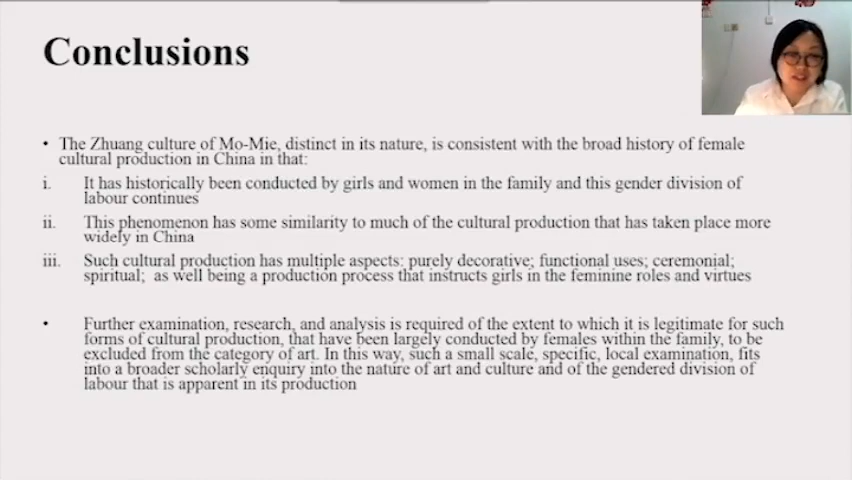 Conclusions
• The Zhuang culture of Mo-Mie, distinct in its nature, is consistent with the broad history of female
cultural production in China in that:
i. It has historically been conducted by girls and women in the family and this gender division of
labour continues
ii. This phenomenon has some similarity to much of the cultural production that has taken place more
widely in China
iii. Such cultural production has multiple aspects: purely decorative; functional uses; ceremonial;
spiritual; as well being a production process that instructs girls in the feminine roles and virtues
• Further examination, research, and analysis is required of the extent to which it is legitimate for such
forms of cultural production, that have been largely conducted by females within the family, to be
excluded from the category of art. In this way, such a small scale, specific, local examination, fits
into a broader scholarly enquiry into the nature of art and culture and of the gendered division of
labour that is apparent in its production